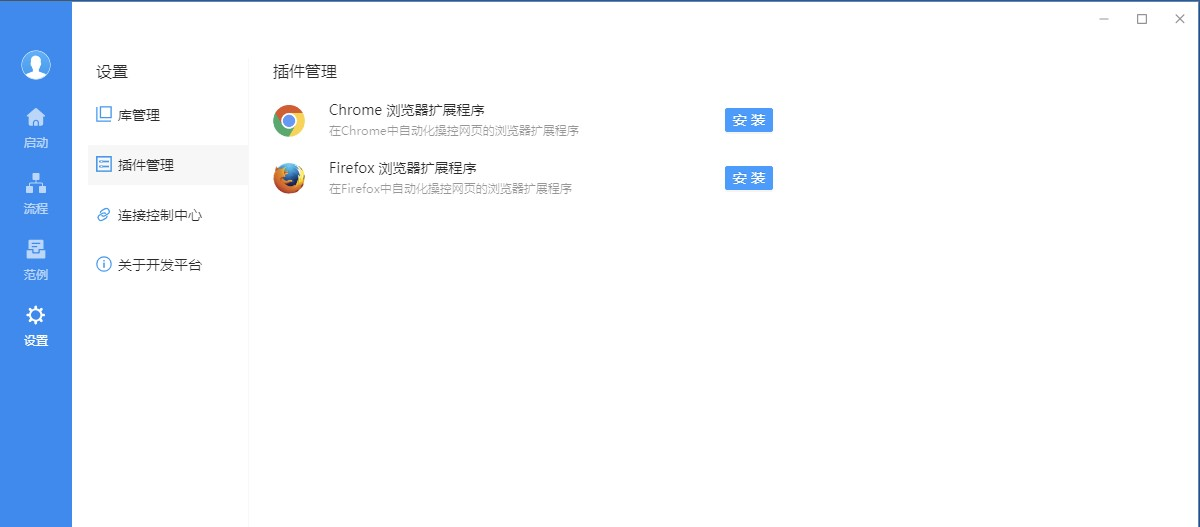 启动
流程
范例
设置
设置
库管理
插件管理
连接控制中心
关于开发平台
插件管理
Chrome 浏览器扩展程序
在Chrome中自动化操控网页的浏览器扩展程序
安装
Firefox 浏览器扩展程序
在Firefox中自动化操控网页的浏览器扩展程序
安装